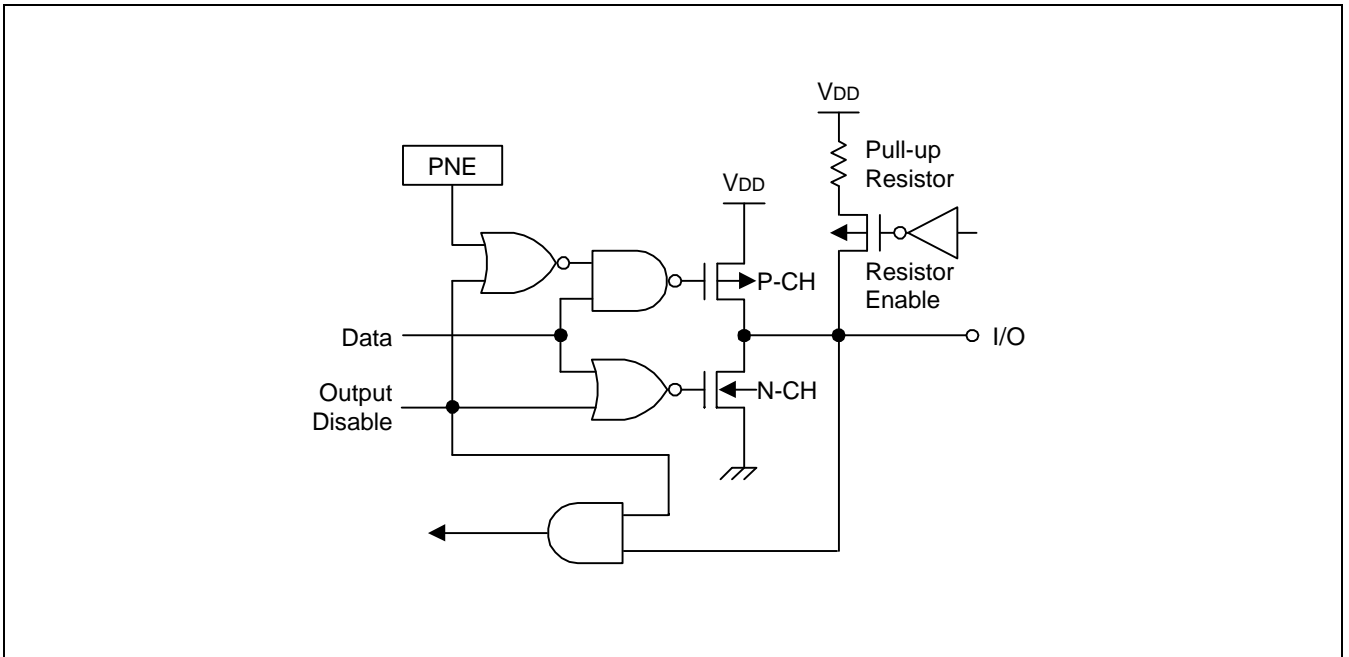 VDD
Pull-up
Resistor
PNE
VDD
P-CH
Resistor
Enable
Data
I/O
N-CH
Output
Disable